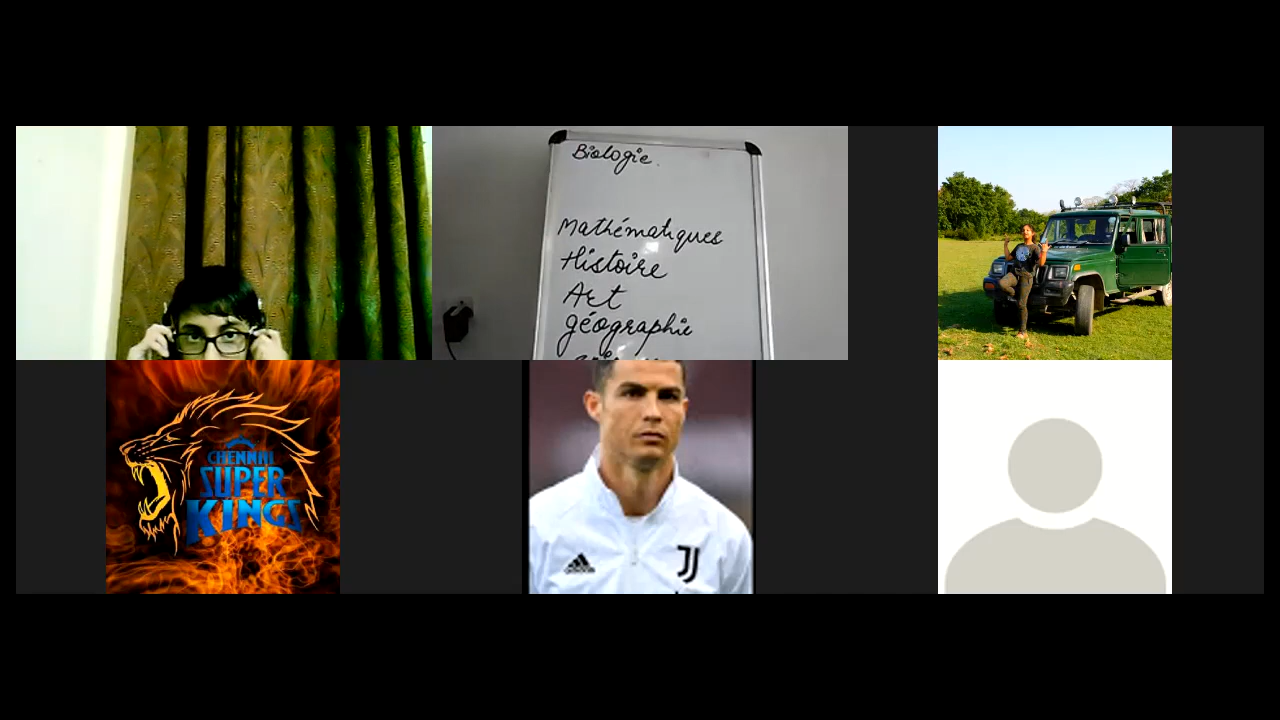 Biologie.
Mathématiques
Histoire
Art
géographie
CHENNAI
SUPER
KINGS